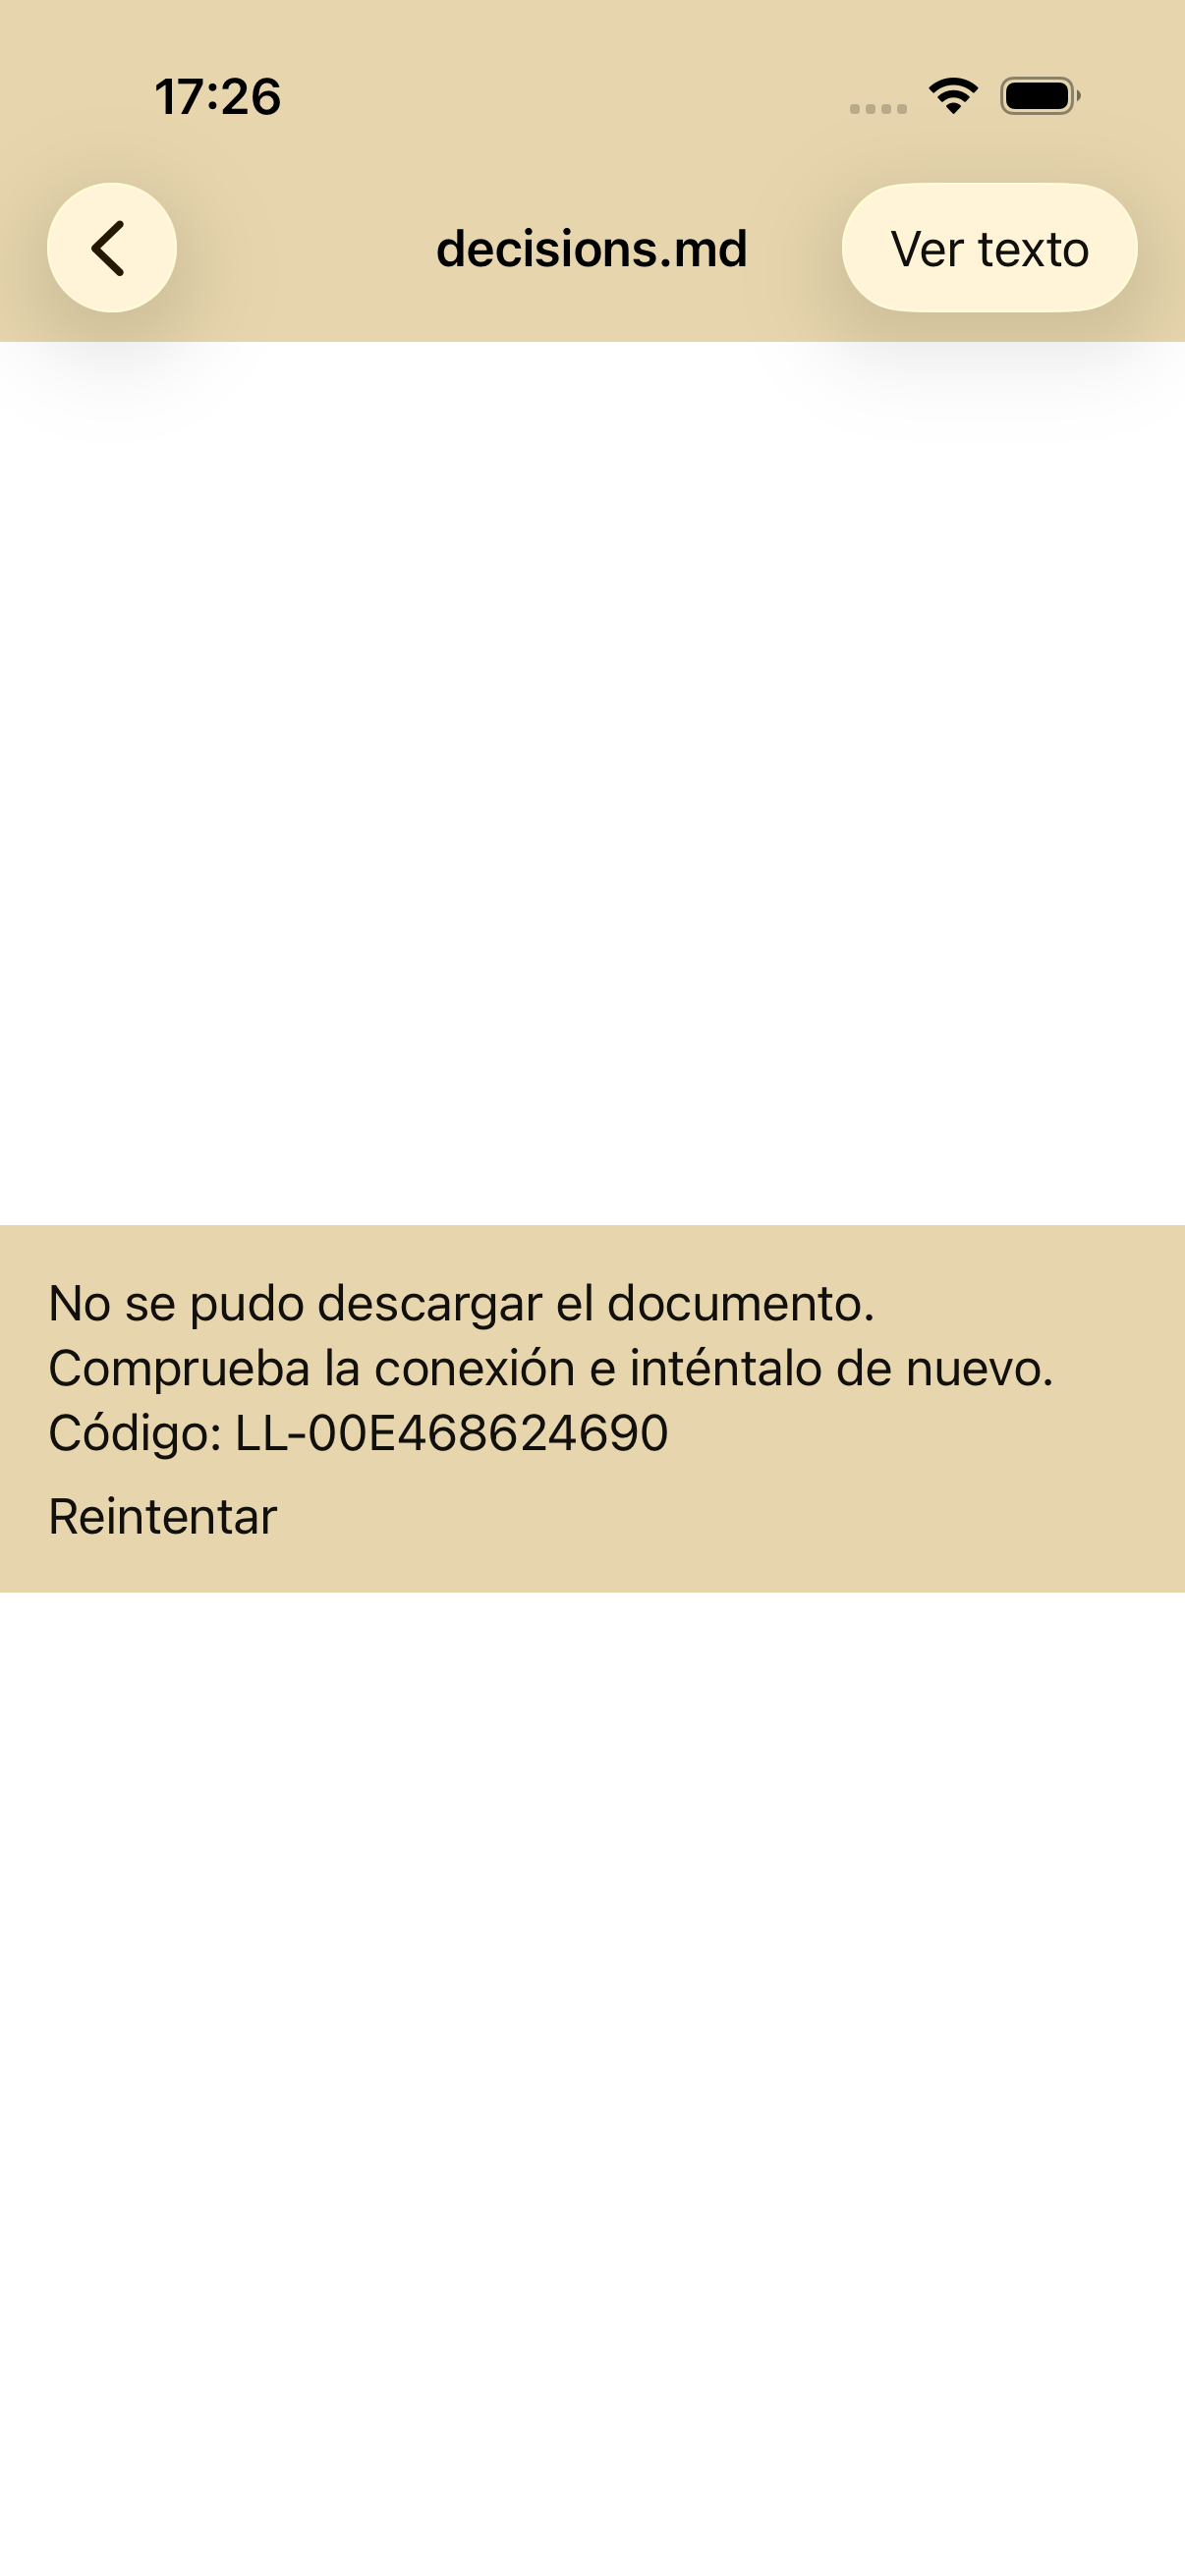 17:26
decisions.md
Ver texto
No se pudo descargar el documento.
Comprueba la conexión e inténtalo de nuevo.
Código: LL-00E468624690
Reintentar